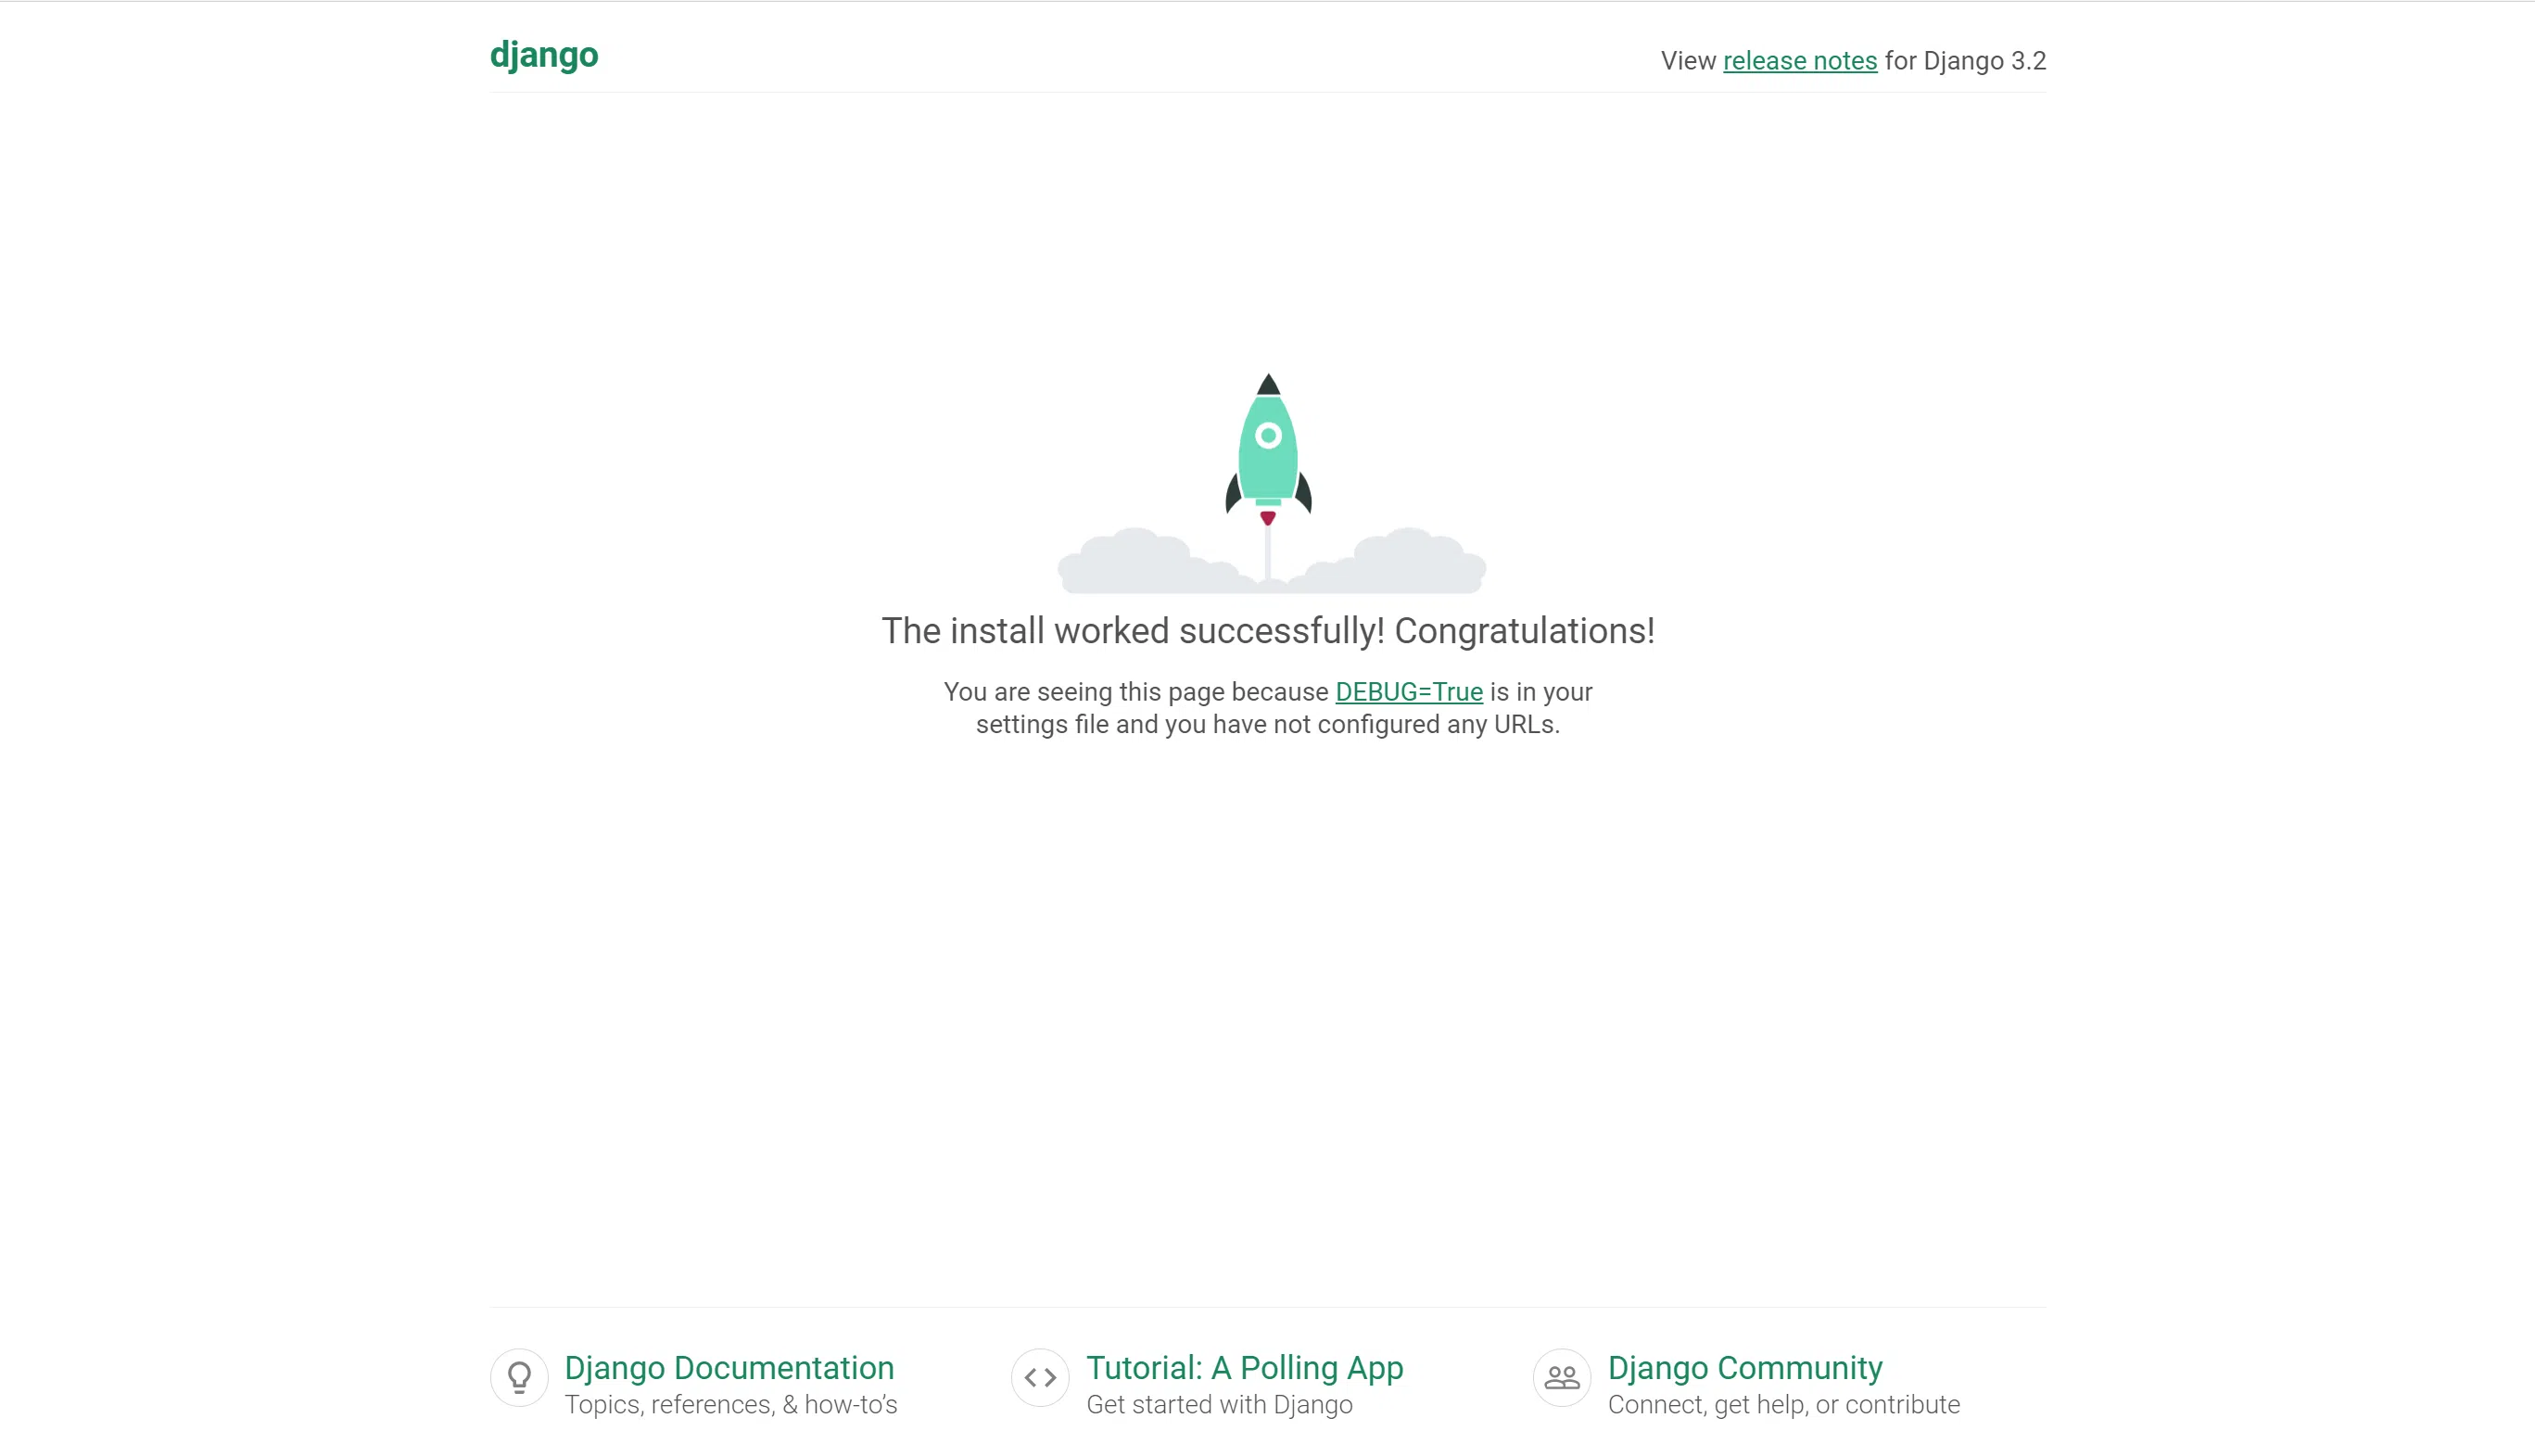 django
View release notes for Django 3.2
The install worked successfully! Congratulations!
You are seeing this page because DEBUG=True is in your
settings file and you have not configured any URLs.
Django Documentation
Topics, references, & how-to’s
Tutorial: A Polling App
Get started with Django
Django Community
Connect, get help, or contribute